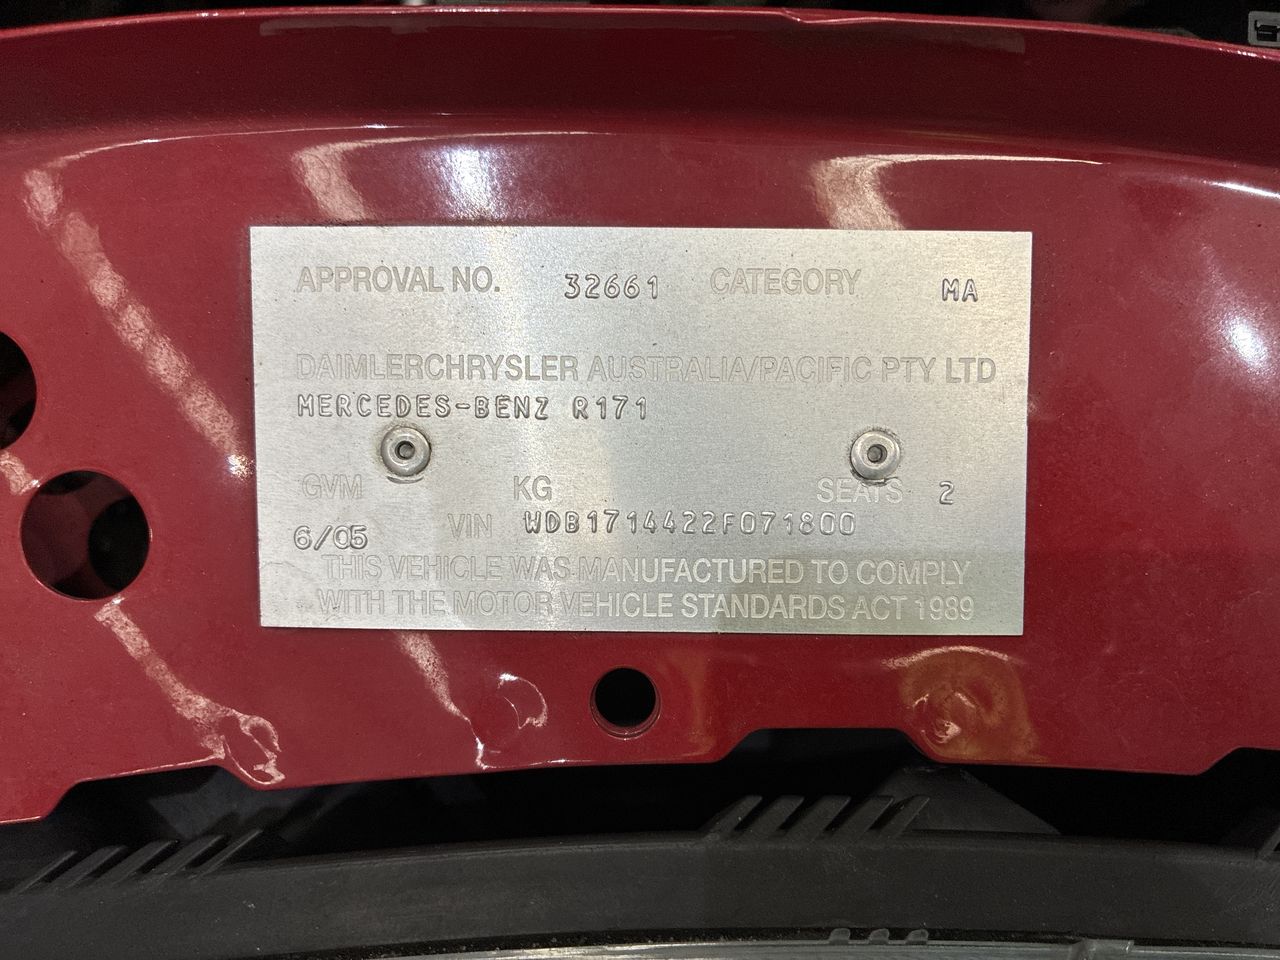 APPROVAL NO. 32661 CATEGORY MA
DAIMLERCHRYSLER AUSTRALIA/PACIFIC PTY LTD
MERCEDES-BENZ R171
GVM KG SEATS 2
6/05 VIN WDB1714422F071800
THIS VEHICLE WAS MANUFACTURED TO COMPLY
WITH THE MOTOR VEHICLE STANDARDS ACT 1989